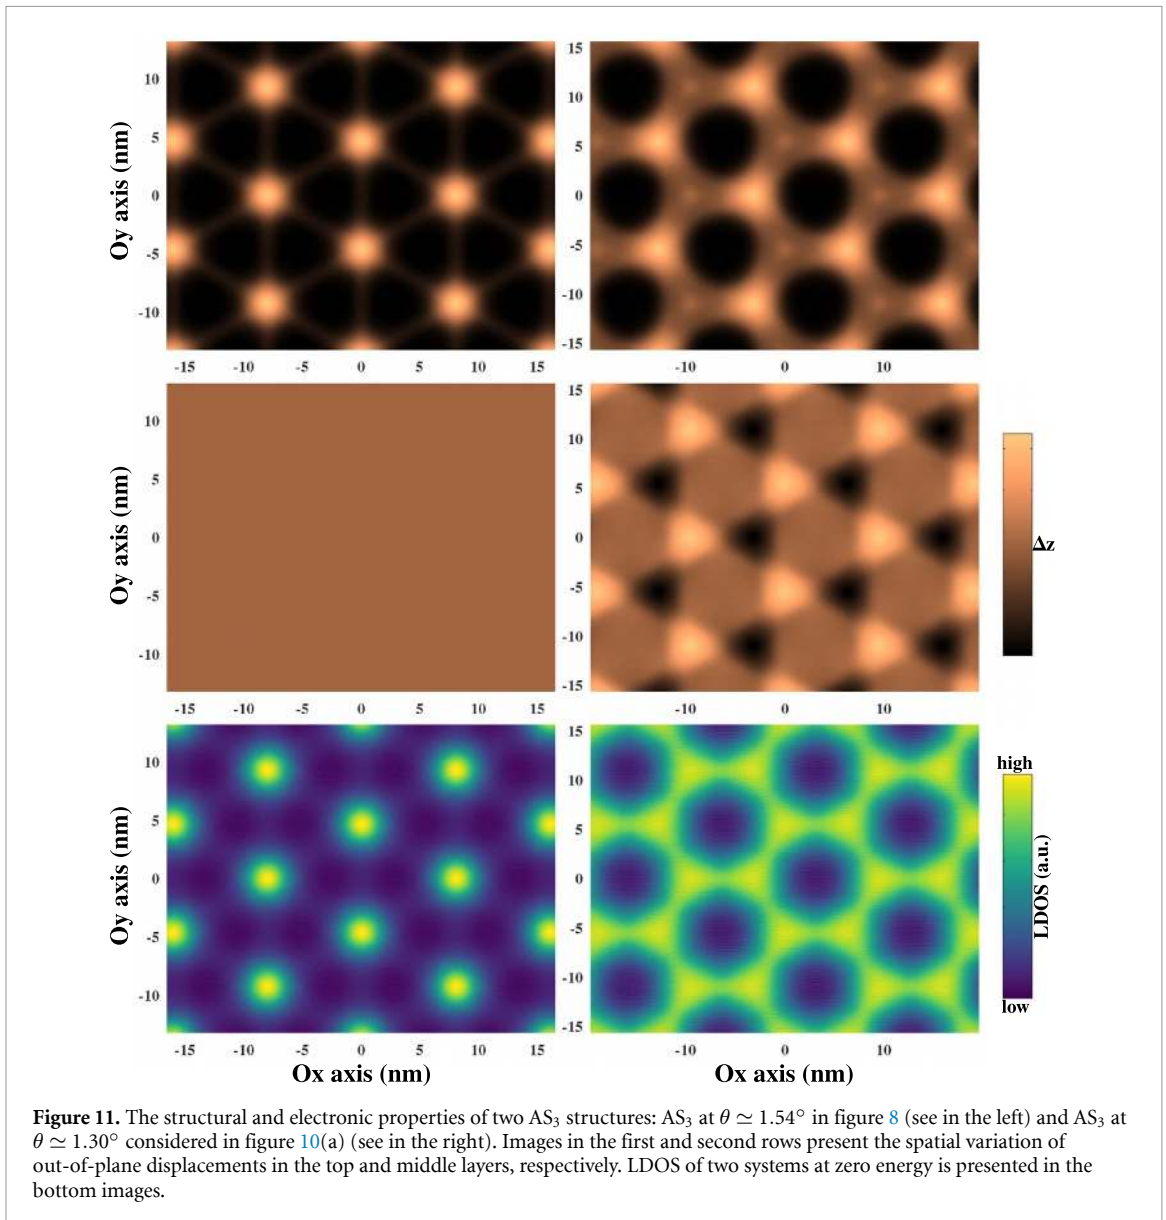 10
5
0
-5
-10
Oy axis (nm)
-15 -10 -5 0 5 10 15
15
10
5
0
-5
-10
-15
-10 0 10
10
5
0
-5
-10
Oy axis (nm)
-15 -10 -5 0 5 10 15
15
10
5
0
-5
-10
-15
-10 0 10
Δz
10
5
0
-5
-10
Oy axis (nm)
-15 -10 -5 0 5 10 15
Ox axis (nm)
15
10
5
0
-5
-10
-15
-10 0 10
Ox axis (nm)
high
LDOS (a.u.)
low
Figure 11. The structural and electronic properties of two AS₃ structures: AS₃ at θ ≃ 1.54° in figure 8 (see in the left) and AS₃ at
θ ≃ 1.30° considered in figure 10(a) (see in the right). Images in the first and second rows present the spatial variation of
out-of-plane displacements in the top and middle layers, respectively. LDOS of two systems at zero energy is presented in the
bottom images.